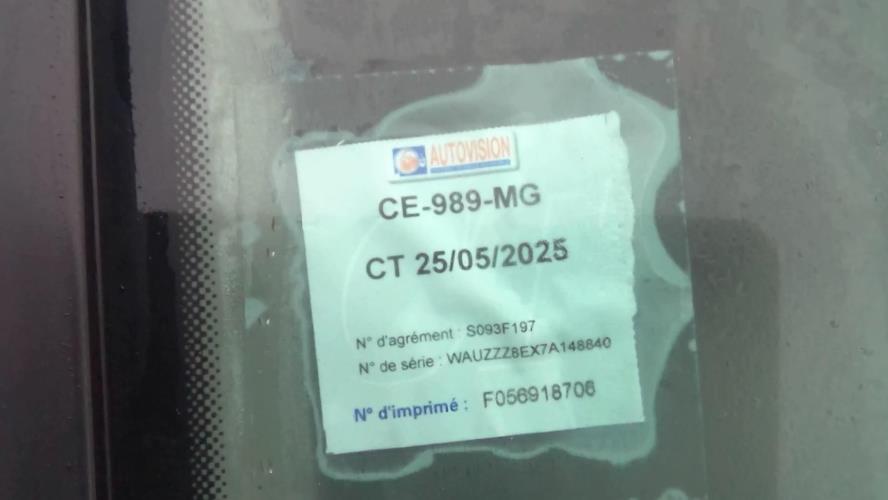 AUTOVISION
CE-989-MG
CT 25/05/2025
N° d'agrément : S093F197
N° de série : WAUZZZ8EX7A148840
N° d'imprimé : F056918706